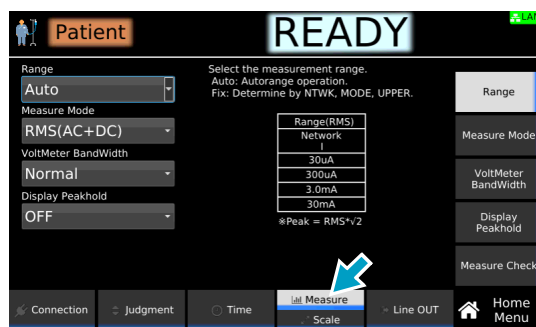 Patient
READY
LAN
Range
Auto
Measure Mode
RMS(AC+DC)
VoltMeter BandWidth
Normal
Display Peakhold
OFF
Select the measurement range.
Auto: Autorange operation.
Fix: Determine by NTWK, MODE, UPPER.
Range(RMS)
Network
I
30uA
300uA
3.0mA
30mA
※Peak = RMS*√2
Range
Measure Mode
VoltMeter
BandWidth
Display
Peakhold
Measure Check
Connection
Judgment
Time
Measure
Scale
Line OUT
Home
Menu